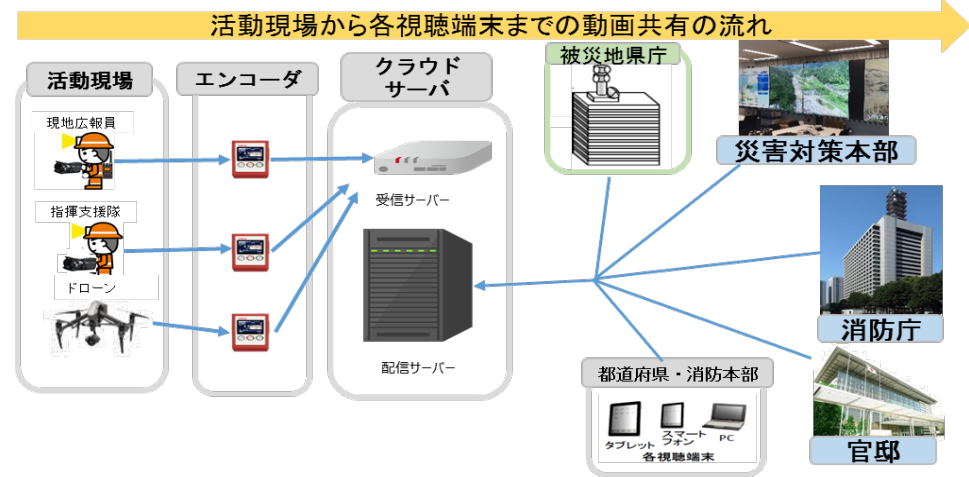 活動現場から各視聴端末までの動画共有の流れ
活動現場
エンコーダ
クラウド
サーバ
被災地県庁
現地広報員
災害対策本部
受信サーバー
指揮支援隊
ドローン
消防庁
配信サーバー
都道府県・消防本部
タブレット
スマート
フォン
PC
各視聴端末
官邸